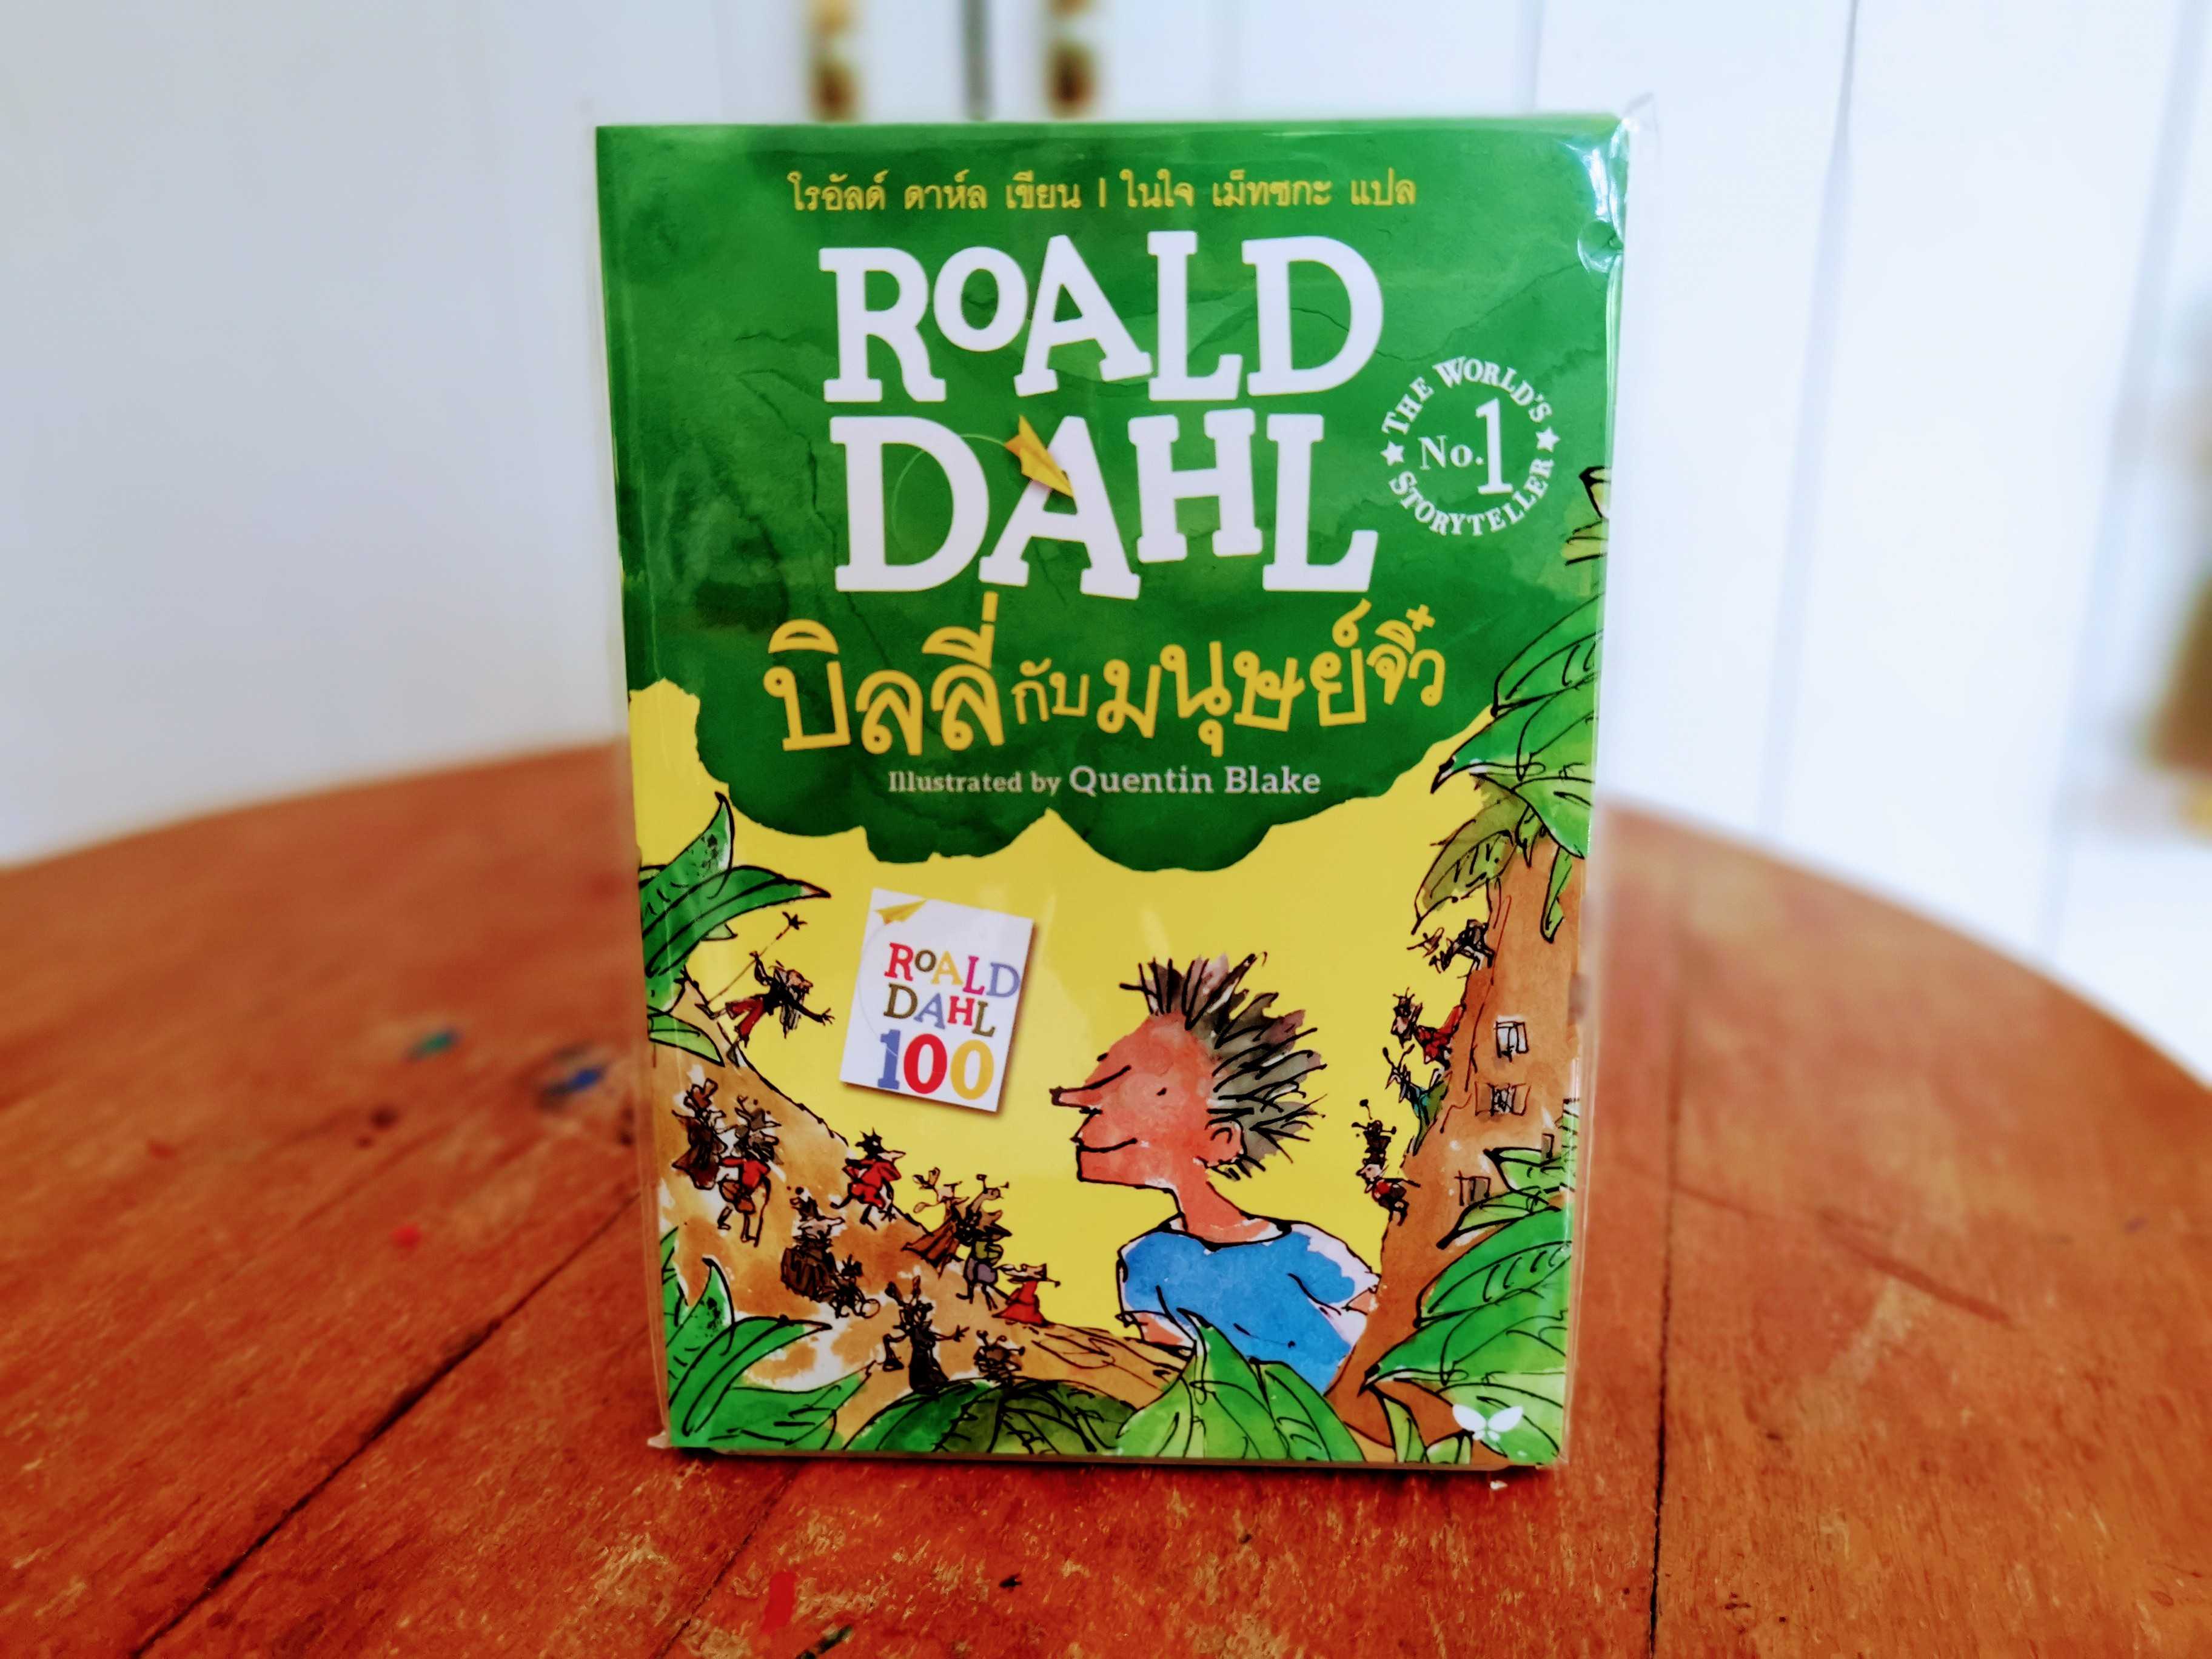 โรอัลด์ ดาห์ล เขียน | ในใจ เม็ทซกะ แปล
ROALD
DAHL
THE WORLD'S
No.1
STORYTELLER
บิลลี่กับมนุษย์จิ๋ว
Illustrated by Quentin Blake
ROALD
DAHL
100